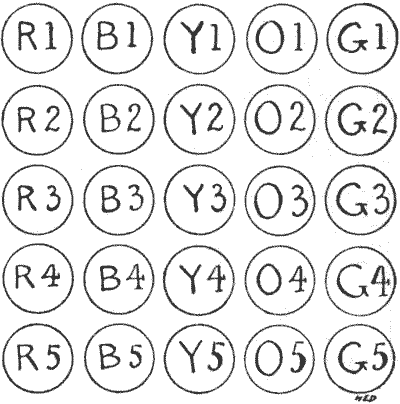 R1 B1 Y1 O1 G1
R2 B2 Y2 O2 G2
R3 B3 Y3 O3 G3
R4 B4 Y4 O4 G4
R5 B5 Y5 O5 G5